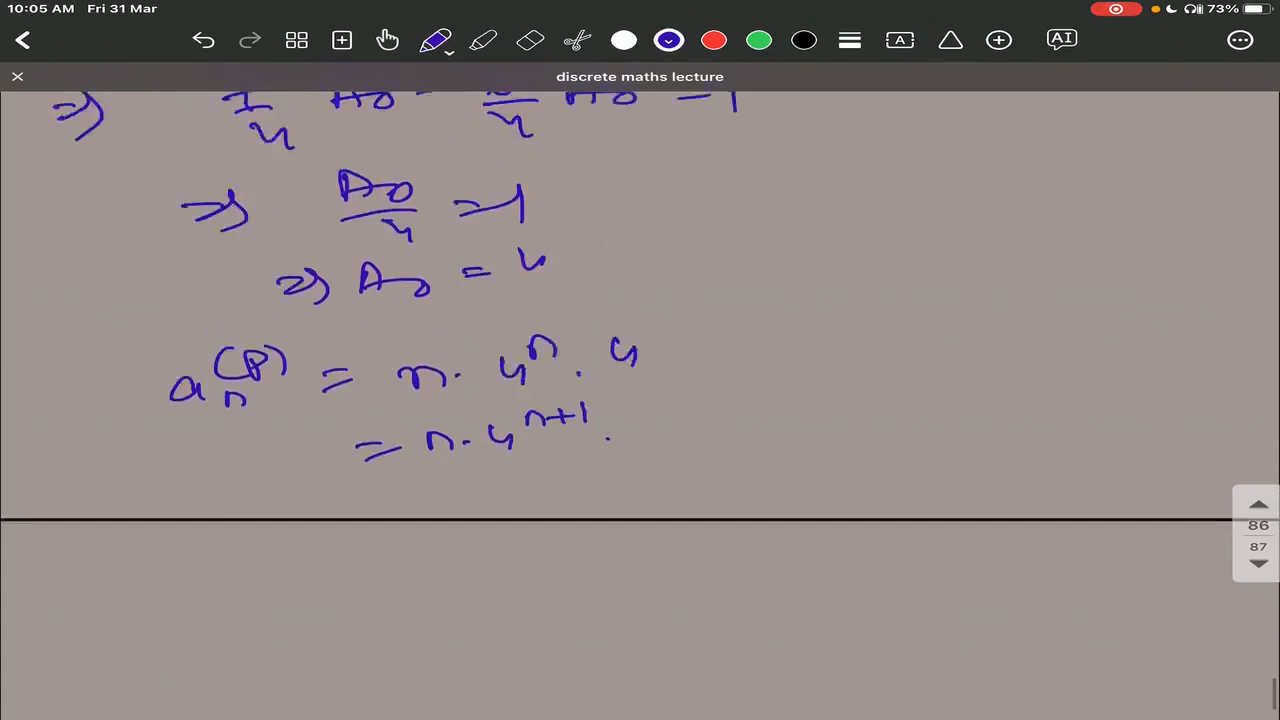 10:05 AM Fri 31 Mar 73%
AI
discrete maths lecture
⇒ A₀/4 = 1
⇒ A₀ = 4
aₙ⁽ᴾ⁾ = n · 4ⁿ · 4
= n · 4ⁿ⁺¹.
86
87